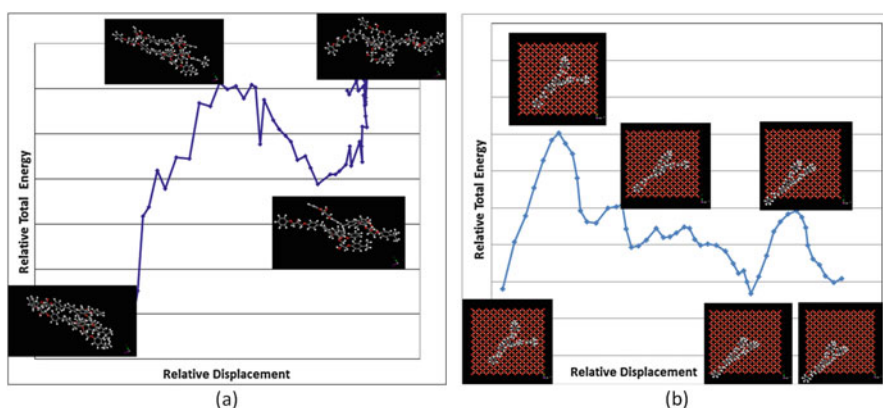 Relative Total Energy
Relative Displacement
(a)
Relative Total Energy
Relative Displacement
(b)